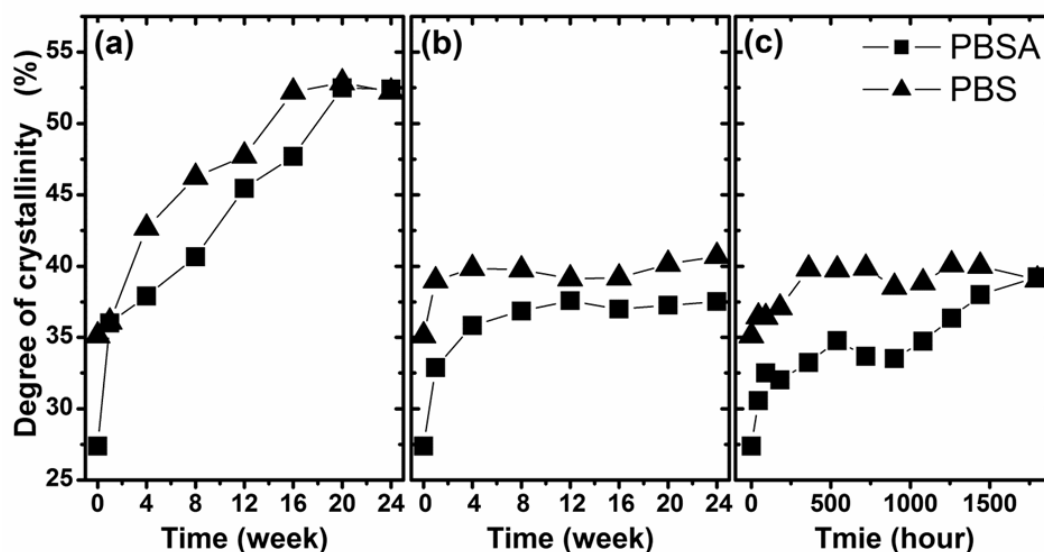 (a)
(b)
(c)
PBSA
PBS
Degree of crystallinity (%)
55
50
45
40
35
30
25
0 4 8 12 16 20 24
0 4 8 12 16 20 24
0 500 1000 1500
Time (week)
Time (week)
Tmie (hour)